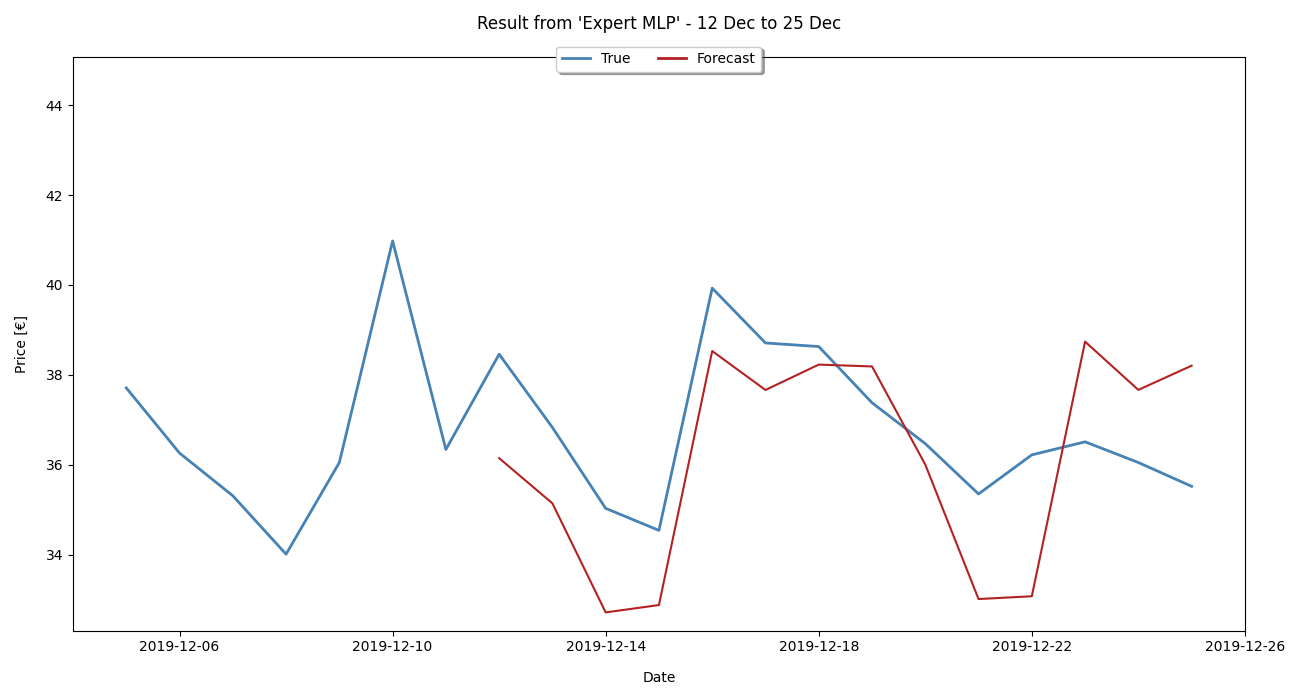 Result from 'Expert MLP' - 12 Dec to 25 Dec
True Forecast
44
42
40
38
36
34
Price [€]
2019-12-06 2019-12-10 2019-12-14 2019-12-18 2019-12-22 2019-12-26
Date